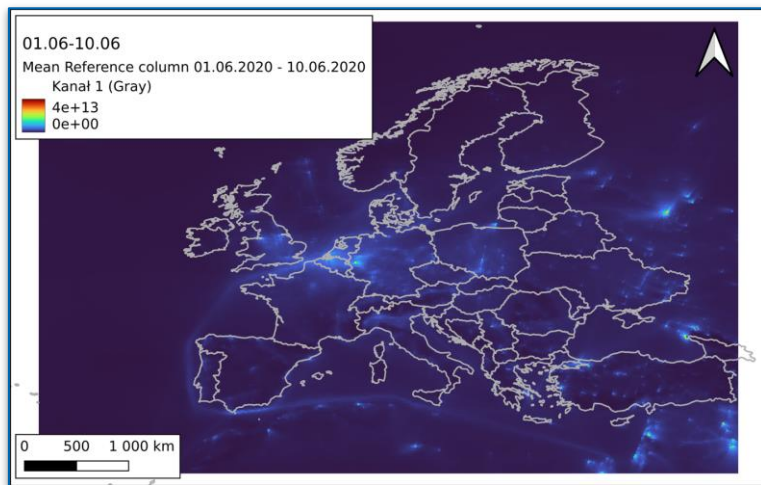 01.06-10.06
Mean Reference column 01.06.2020 - 10.06.2020
Kanał 1 (Gray)
4e+13
0e+00
0 500 1 000 km